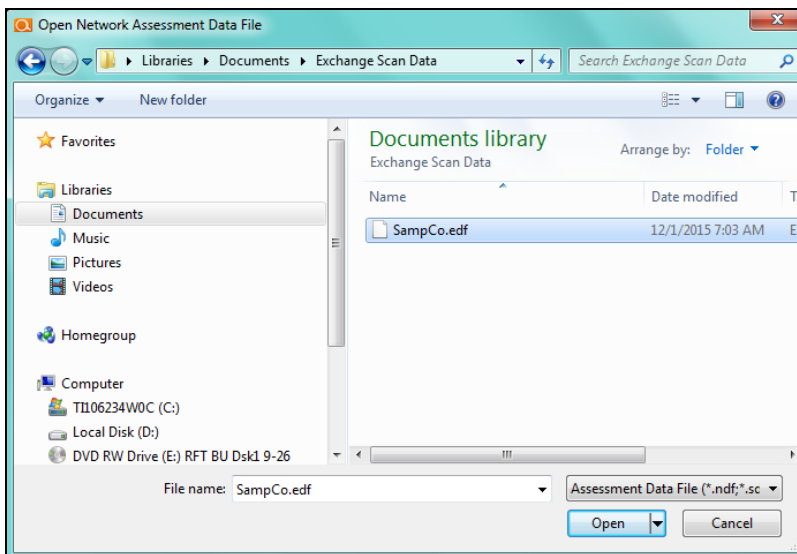 Open Network Assessment Data File
Libraries Documents Exchange Scan Data Search Exchange Scan Data
Organize New folder
Favorites
Libraries
Documents
Music
Pictures
Videos
Homegroup
Computer
TI106234W0C (C:)
Local Disk (D:)
DVD RW Drive (E:) RFT BU Dsk1 9-26
Documents library
Exchange Scan Data
Arrange by: Folder
Name Date modified T
SampCo.edf 12/1/2015 7:03 AM E
File name: SampCo.edf Assessment Data File (*.ndf;*.sc
Open Cancel